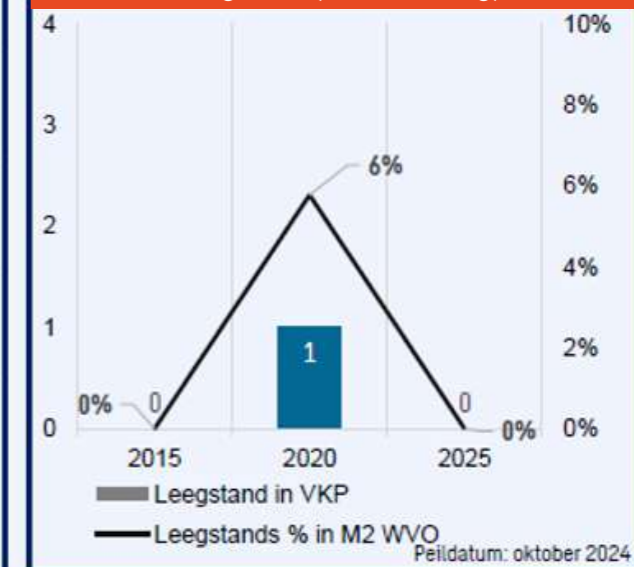 4 10%
8%
3
6%
6%
2
4%
1
1
2%
0% 0 0
0 0% 0%
2015 2020 2025
Leegstand in VKP
Leegstands % in M2 WVO
Peildatum: oktober 2024